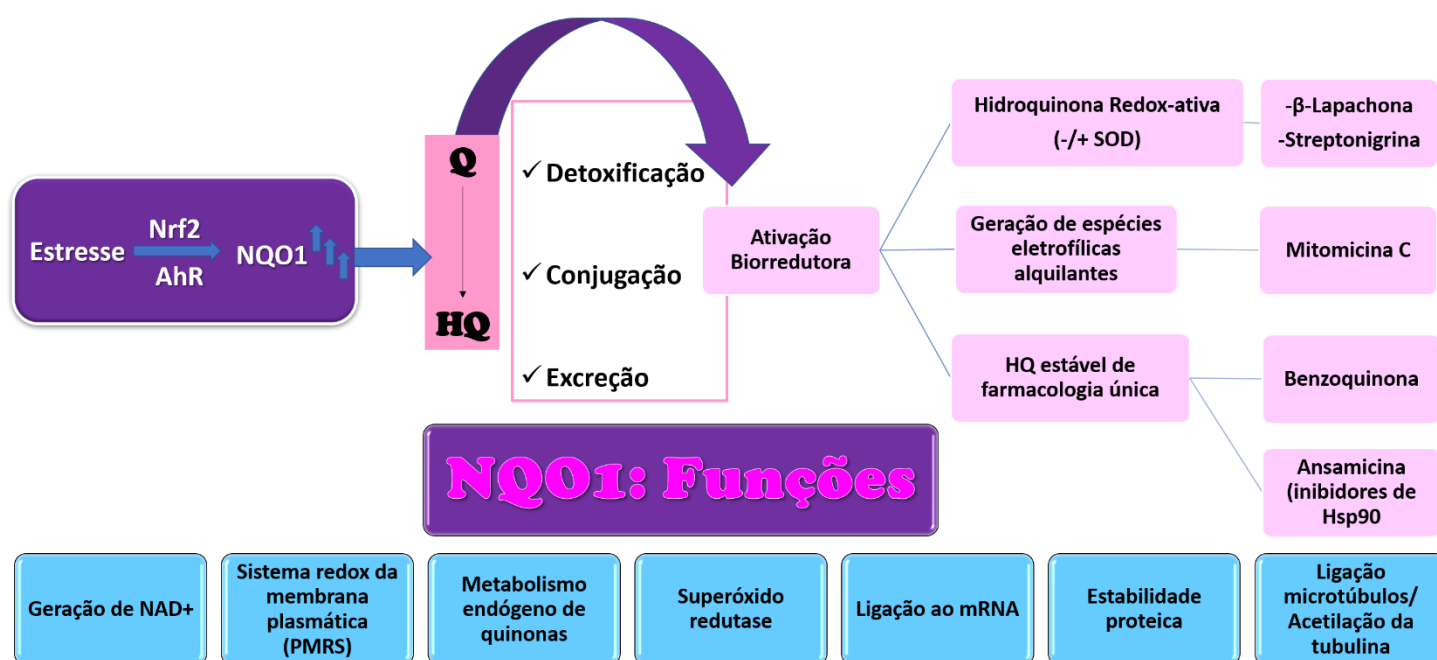 Estresse
Nrf2
AhR
NQO1
Q
HQ
✓ Detoxificação
✓ Conjugação
✓ Excreção
Ativação
Biorredutora
Hidroquinona Redox-ativa
(-/+ SOD)
-β-Lapachona
-Streptonigrina
Geração de espécies
eletrofílicas
alquilantes
Mitomicina C
HQ estável de
farmacologia única
Benzoquinona
Ansamicina
(inibidores de
Hsp90
NQO1: Funções
Geração de NAD+
Sistema redox da
membrana
plasmática
(PMRS)
Metabolismo
endógeno de
quinonas
Superóxido
redutase
Ligação ao mRNA
Estabilidade
proteica
Ligação
microtúbulos/
Acetilação da
tubulina